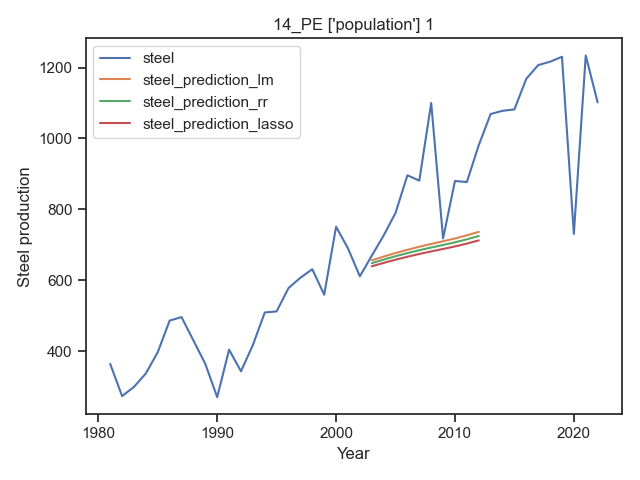 14_PE ['population'] 1
steel
steel_prediction_lm
steel_prediction_rr
steel_prediction_lasso
Steel production
1200
1000
800
600
400
1980
1990
2000
2010
2020
Year